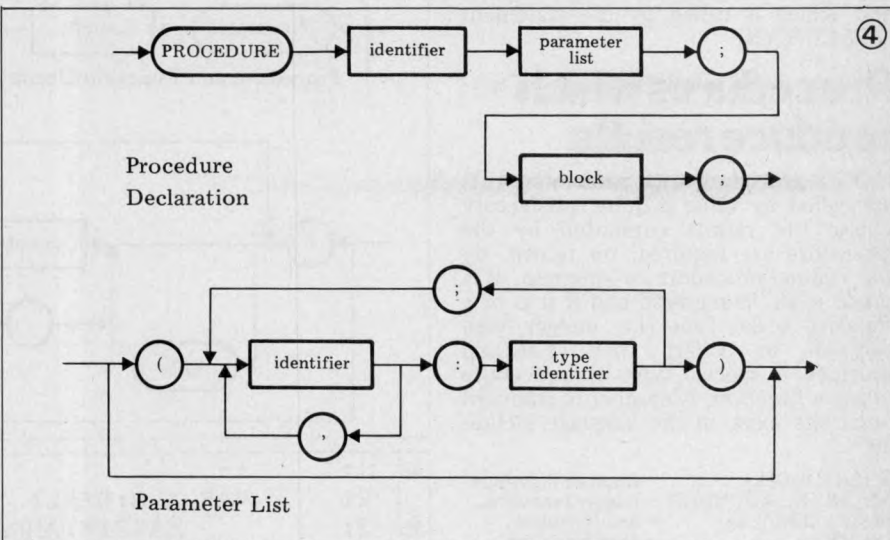 ④
PROCEDURE
identifier
parameter
list
;
block
;
Procedure
Declaration
;
(
identifier
:
type
identifier
)
,
Parameter List